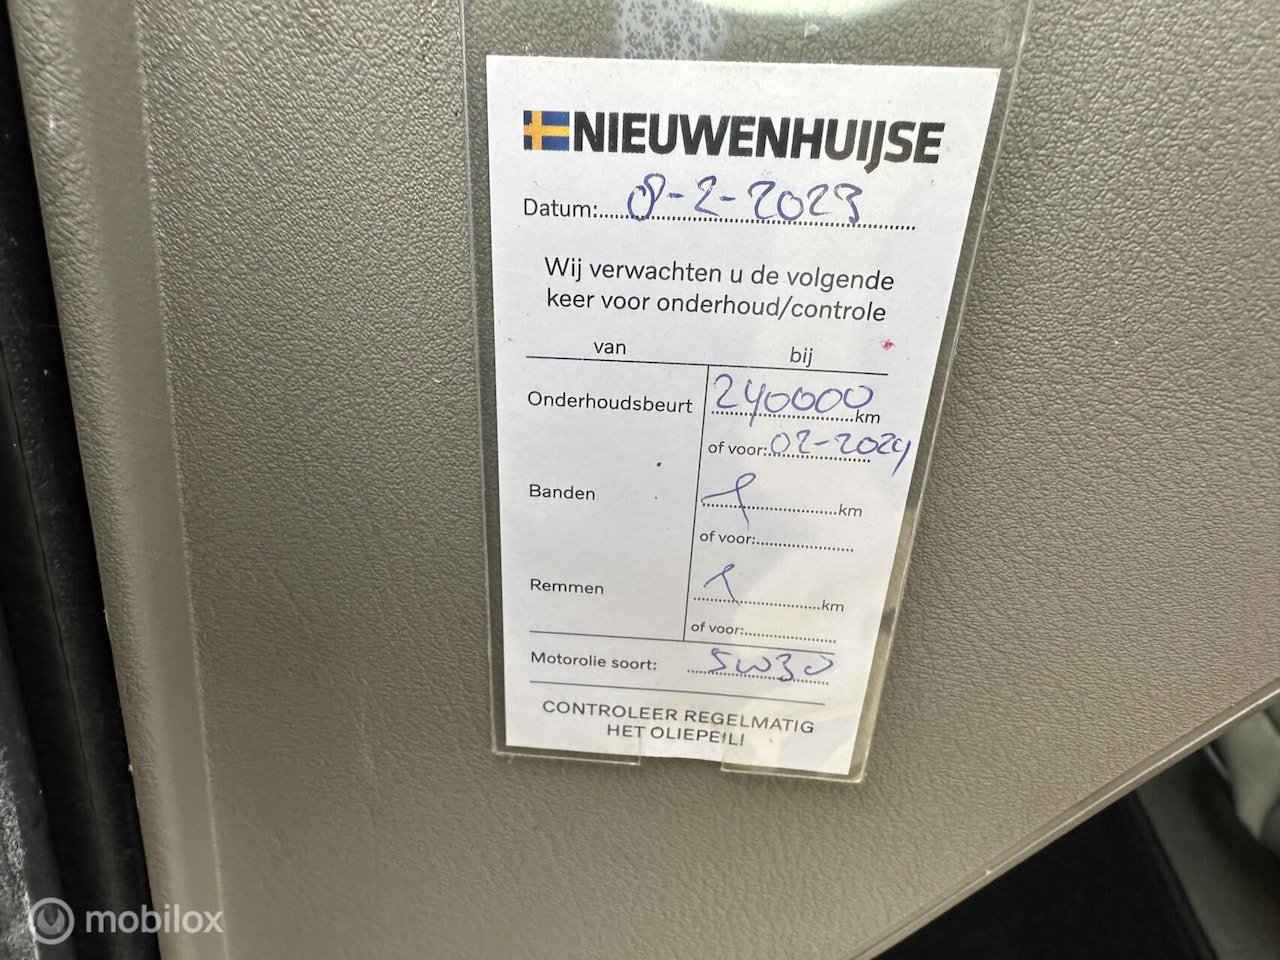 NIEUWENHUIJSE
Datum: 8-2-2023
Wij verwachten u de volgende
keer voor onderhoud/controle
van bij
Onderhoudsbeurt 240000 km
of voor: 02-2024
Banden km
of voor:
Remmen km
of voor:
Motorolie soort: 5W30
CONTROLEER REGELMATIG
HET OLIEPEIL!
mobilox